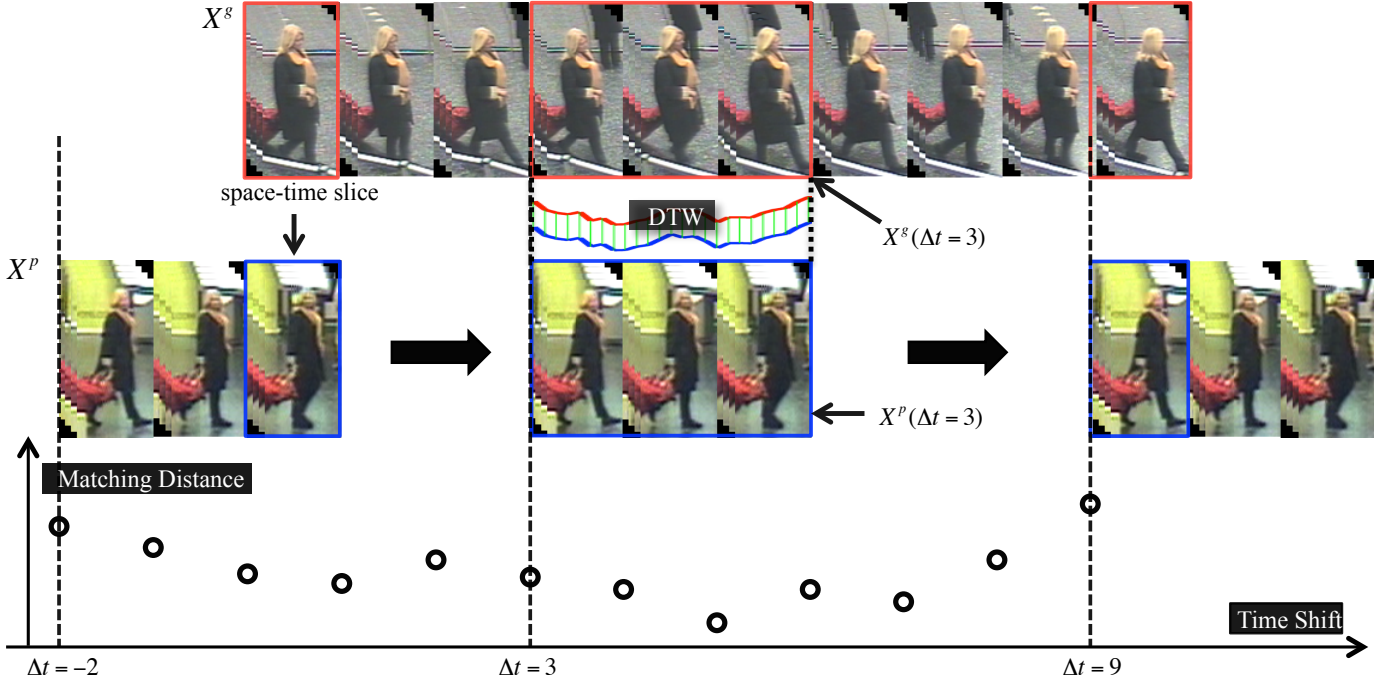 X^g
space-time slice
DTW
X^g(Δt = 3)
X^p
X^p(Δt = 3)
Matching Distance
Time Shift
Δt = −2
Δt = 3
Δt = 9